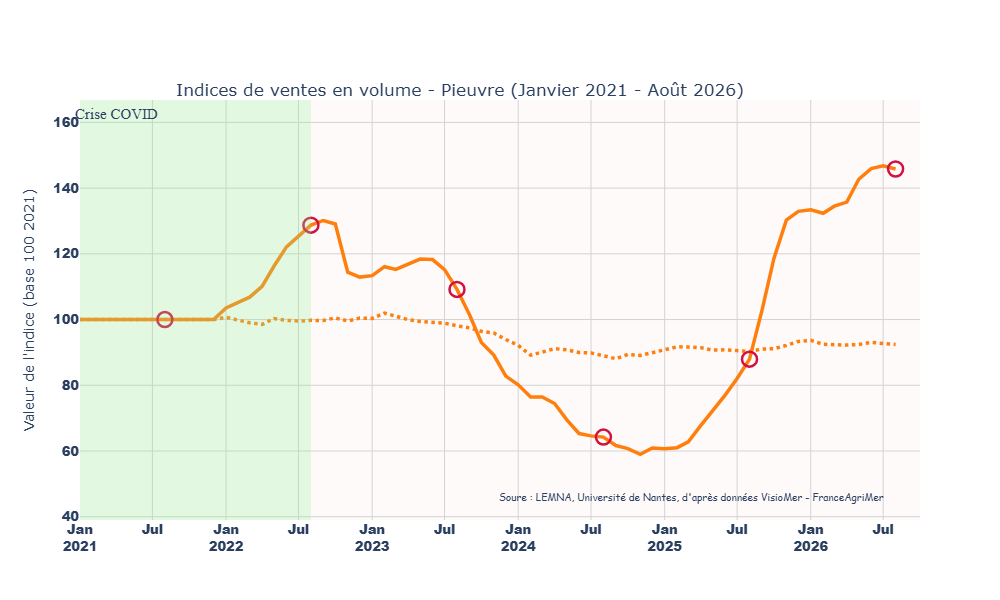 Indices de ventes en volume - Pieuvre (Janvier 2021 - Août 2026)
Crise COVID
Valeur de l'indice (base 100 2021)
160
140
120
100
80
60
40
Soure : LEMNA, Université de Nantes, d'après données VisioMer - FranceAgriMer
Jan Jul Jan Jul Jan Jul Jan Jul Jan Jul Jan Jul
2021 2022 2023 2024 2025 2026